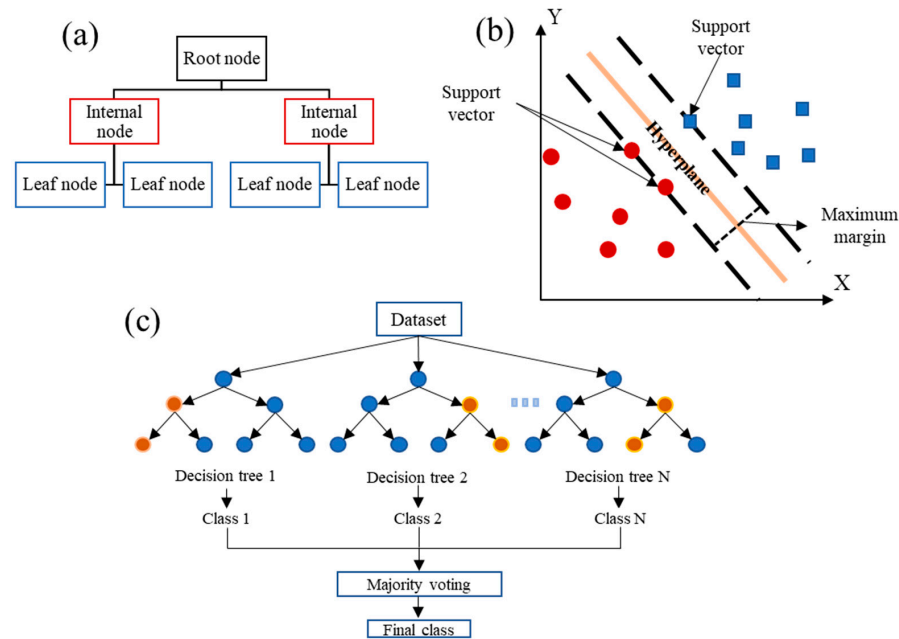 (a)
Root node
Internal
node
Internal
node
Leaf node
Leaf node
Leaf node
Leaf node
(b)
Y
Support
vector
Support
vector
Hyperplane
Maximum
margin
X
(c)
Dataset
Decision tree 1
Decision tree 2
Decision tree N
Class 1
Class 2
Class N
Majority voting
Final class